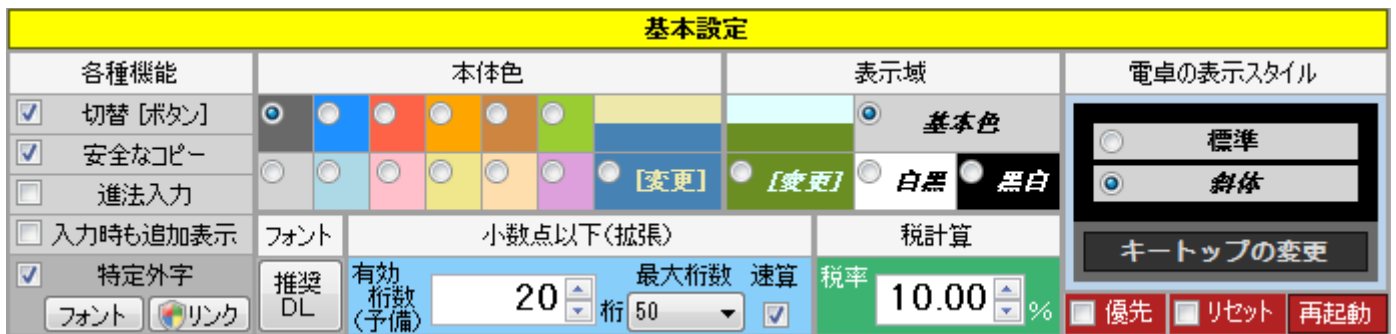 基本設定
各種機能
本体色
表示域
電卓の表示スタイル
切替 [ボタン]
安全なコピー
進法入力
入力時も追加表示
特定外字
フォント
リンク
[変更]
[変更]
基本色
白黒
黒白
標準
斜体
キートップの変更
フォント
推奨
DL
小数点以下(拡張)
有効
桁数
(予備)
20
桁
最大桁数
50
速算
税計算
税率
10.00
%
優先
リセット
再起動